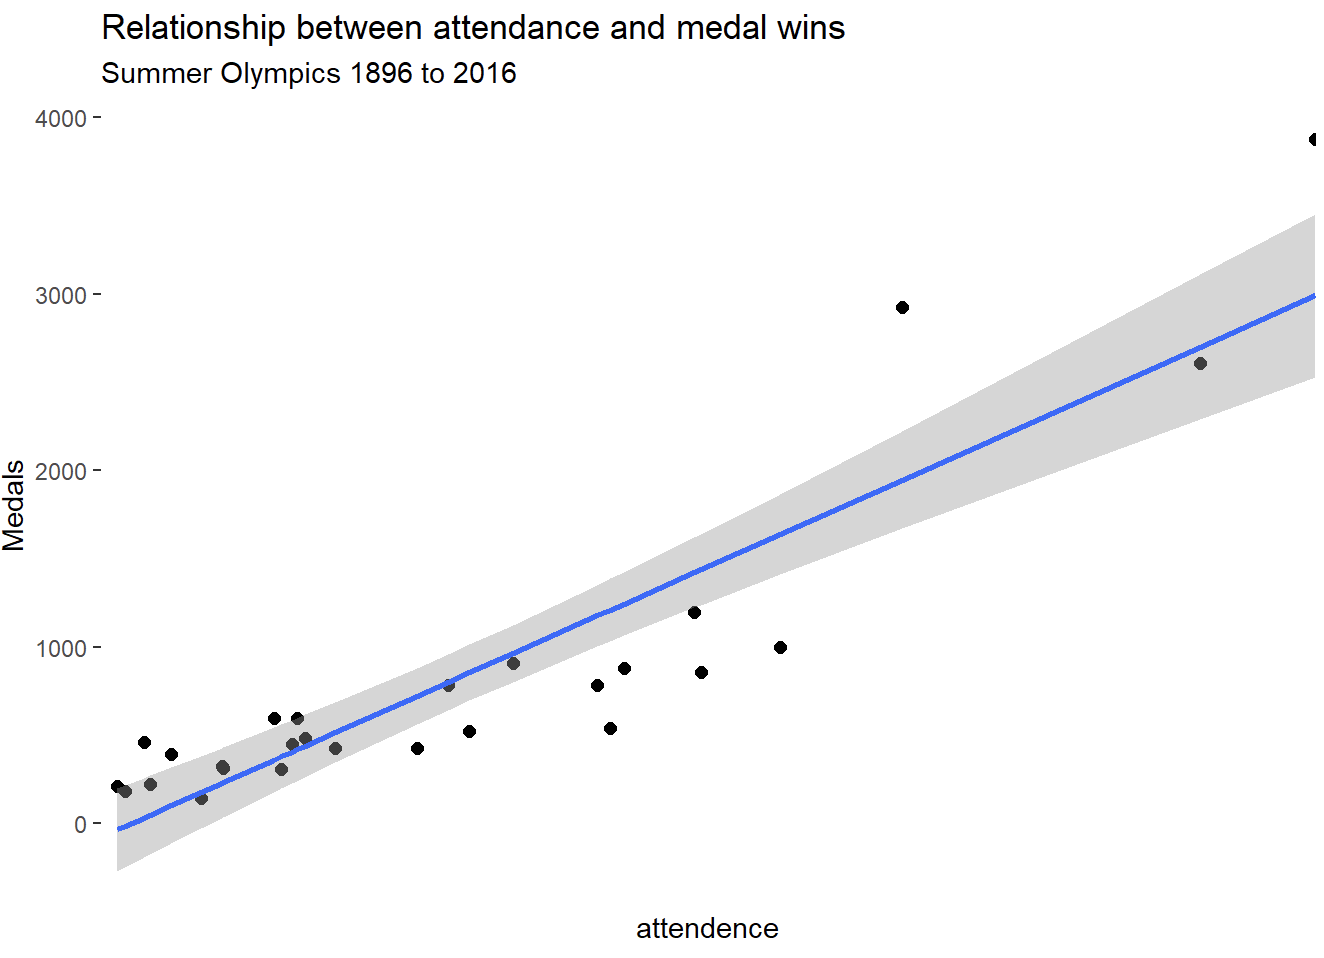 Relationship between attendance and medal wins
Summer Olympics 1896 to 2016
4000
3000
2000
1000
0
Medals
attendence